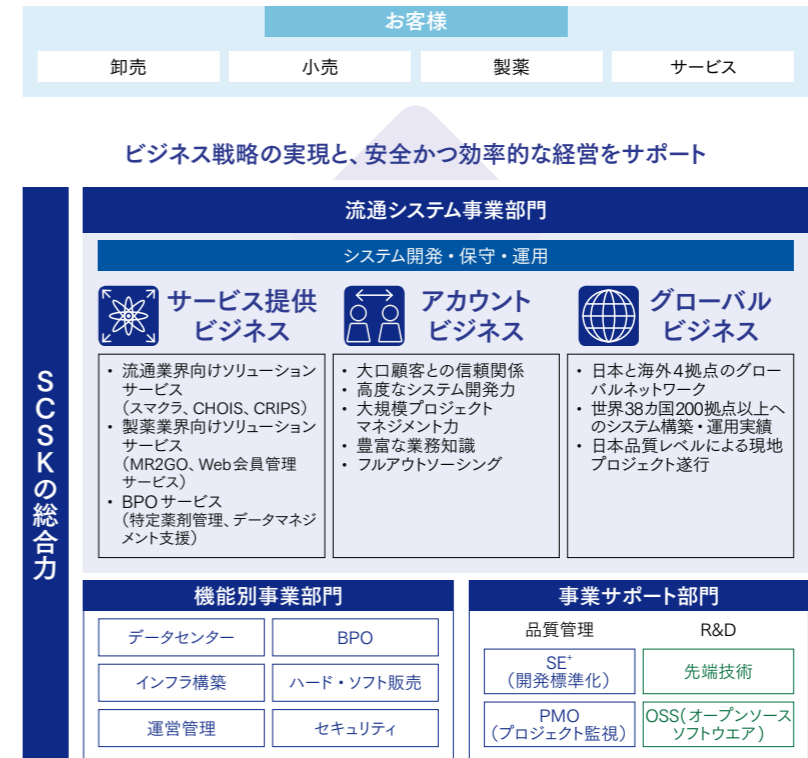 お客様
卸売
小売
製薬
サービス
ビジネス戦略の実現と、安全かつ効率的な経営をサポート
SCSKの総合力
流通システム事業部門
システム開発・保守・運用
サービス提供
ビジネス
・ 流通業界向けソリューション
サービス
(スマクラ、CHOIS、CRIPS)
・ 製薬業界向けソリューション
サービス
(MR2GO、Web会員管理
サービス)
・ BPOサービス
(特定薬剤管理、データマネジ
メント支援)
アカウント
ビジネス
・ 大口顧客との信頼関係
・ 高度なシステム開発力
・ 大規模プロジェクト
マネジメント力
・ 豊富な業務知識
・ フルアウトソーシング
グローバル
ビジネス
・ 日本と海外4拠点のグロー
バルネットワーク
・ 世界38カ国200拠点以上へ
のシステム構築・運用実績
・ 日本品質レベルによる現地
プロジェクト遂行
機能別事業部門
データセンター
BPO
インフラ構築
ハード・ソフト販売
運営管理
セキュリティ
事業サポート部門
品質管理
R&D
SE⁺
(開発標準化)
先端技術
PMO
(プロジェクト監視)
OSS(オープンソース
ソフトウエア)